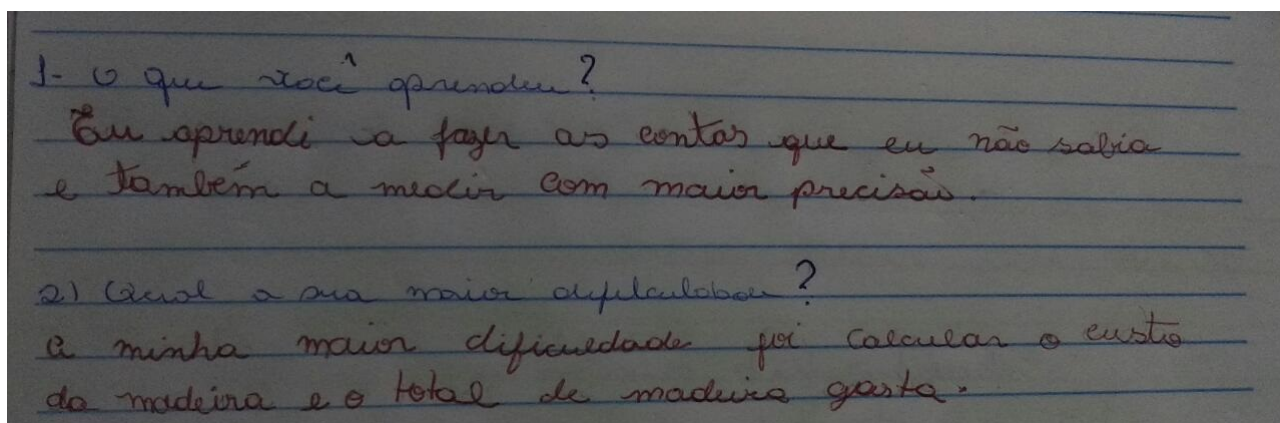 1- O que você aprendeu?
Eu aprendi a fazer as contas que eu não sabia
e também a medir com maior precisão.
2) Qual a sua maior dificuldade?
A minha maior dificuldade foi calcular o custo
da madeira e o total de madeira gasta.